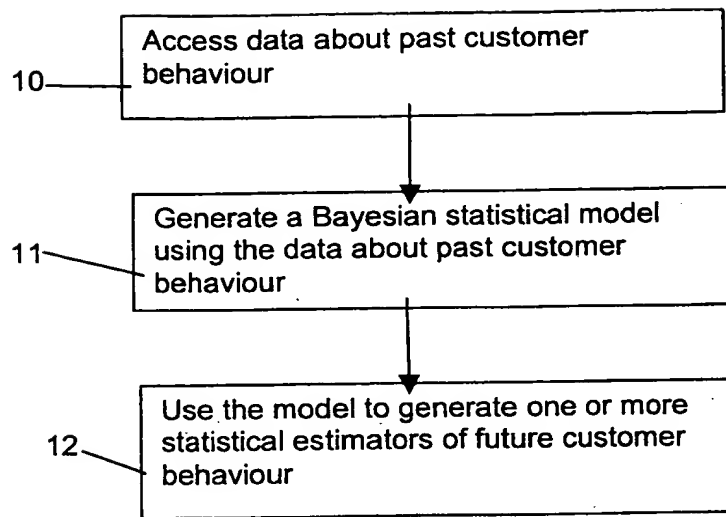 Access data about past customer
behaviour
10
Generate a Bayesian statistical model
using the data about past customer
behaviour
11
Use the model to generate one or more
statistical estimators of future customer
behaviour
12